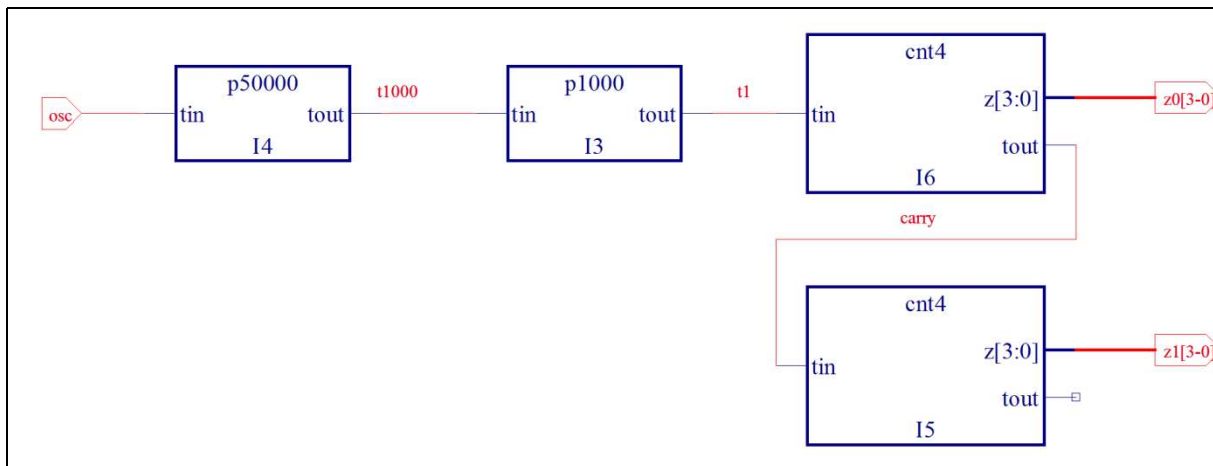 cnt4
p50000
p1000
t1000
t1
z[3:0]
z0[3-0]
osc
tin
tout
tin
tout
tin
tout
I4
I3
I6
carry
cnt4
z[3:0]
z1[3-0]
tin
tout
I5